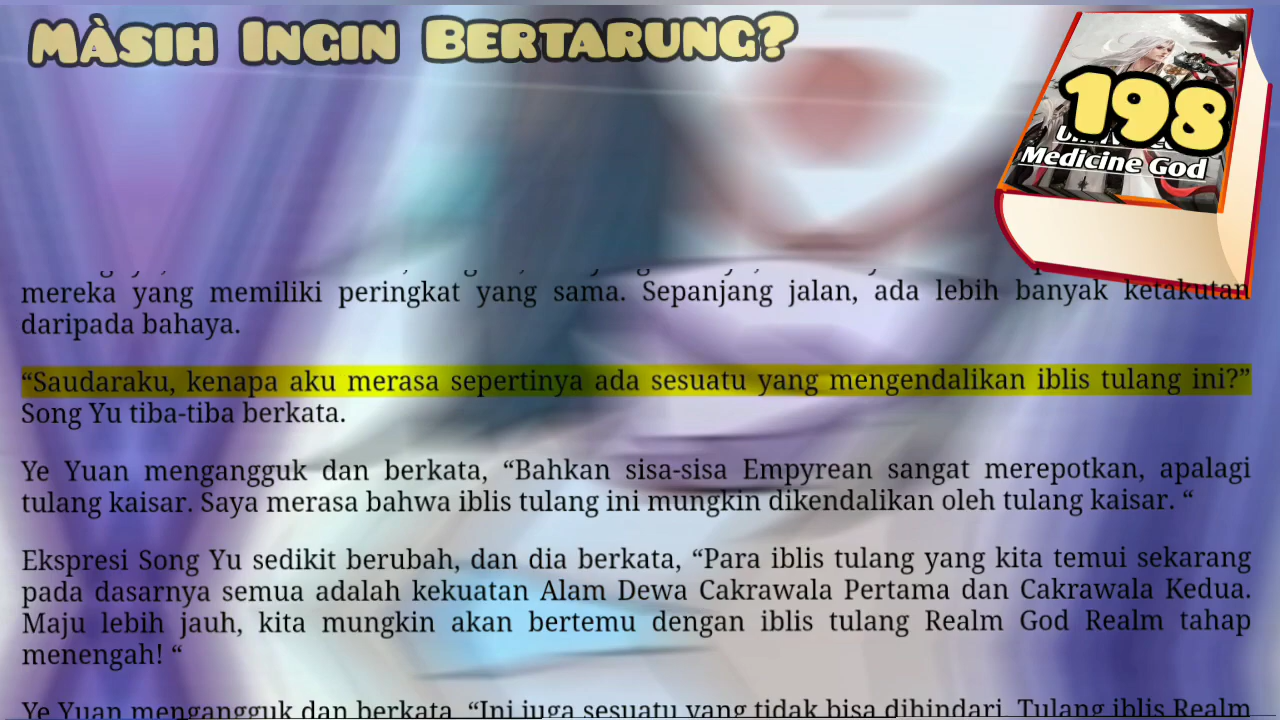 Màsih Ingin Bertarung?
198
Medicine God
mereka yang memiliki peringkat yang sama. Sepanjang jalan, ada lebih banyak ketakutan
daripada bahaya.
“Saudaraku, kenapa aku merasa sepertinya ada sesuatu yang mengendalikan iblis tulang ini?”
Song Yu tiba-tiba berkata.
Ye Yuan mengangguk dan berkata, “Bahkan sisa-sisa Empyrean sangat merepotkan, apalagi
tulang kaisar. Saya merasa bahwa iblis tulang ini mungkin dikendalikan oleh tulang kaisar. “
Ekspresi Song Yu sedikit berubah, dan dia berkata, “Para iblis tulang yang kita temui sekarang
pada dasarnya semua adalah kekuatan Alam Dewa Cakrawala Pertama dan Cakrawala Kedua.
Maju lebih jauh, kita mungkin akan bertemu dengan iblis tulang Realm God Realm tahap
menengah! “
Ye Yuan mengangguk dan berkata, “Ini juga sesuatu yang tidak bisa dihindari. Tulang iblis Realm